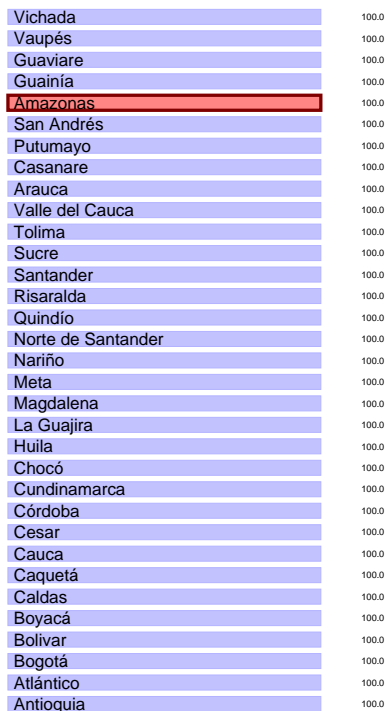 Vichada 100.0
Vaupés 100.0
Guaviare 100.0
Guainía 100.0
Amazonas 100.0
San Andrés 100.0
Putumayo 100.0
Casanare 100.0
Arauca 100.0
Valle del Cauca 100.0
Tolima 100.0
Sucre 100.0
Santander 100.0
Risaralda 100.0
Quindío 100.0
Norte de Santander 100.0
Nariño 100.0
Meta 100.0
Magdalena 100.0
La Guajira 100.0
Huila 100.0
Chocó 100.0
Cundinamarca 100.0
Córdoba 100.0
Cesar 100.0
Cauca 100.0
Caquetá 100.0
Caldas 100.0
Boyacá 100.0
Bolivar 100.0
Bogotá 100.0
Atlántico 100.0
Antioquia 100.0